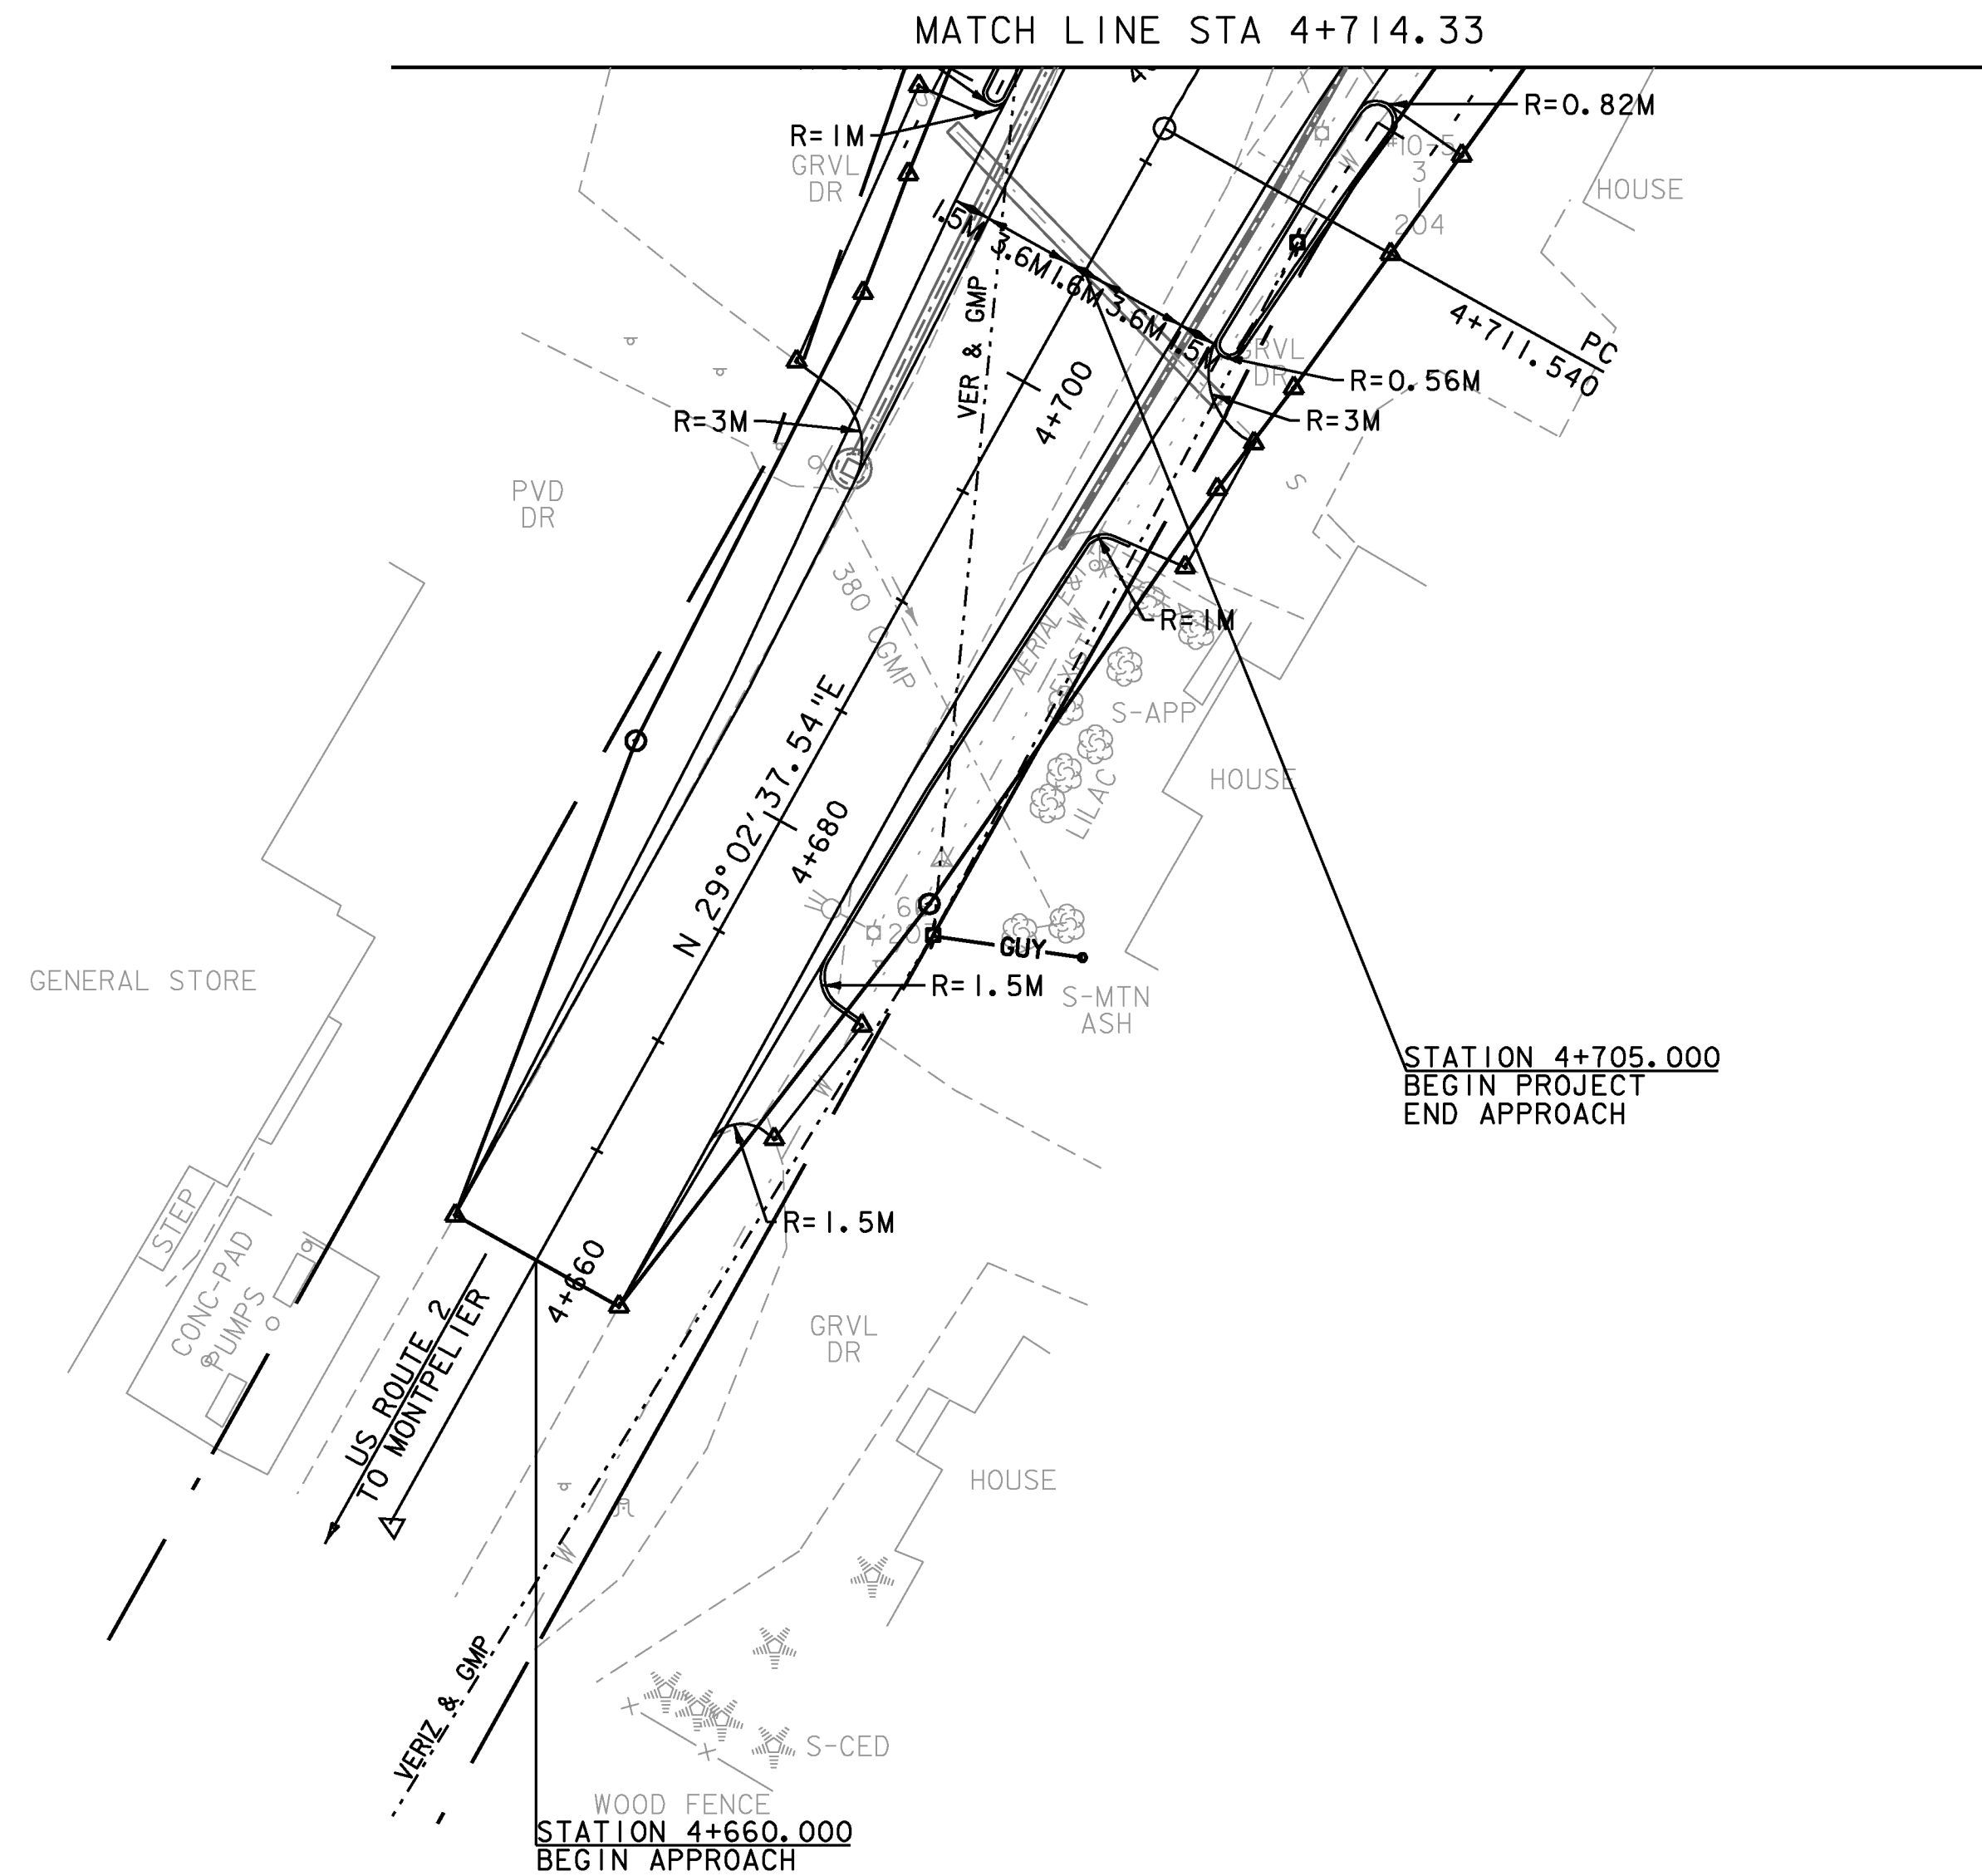 MATCH LINE STA 4+714.33
R=0.82M
R=1M
GRVL
DR
#10-5
3
1
204
HOUSE
1.5M 3.6M 1.6M 3.6M 1.5M
VER & GMP
PC
4+711.540
GRVL
DR
R=0.56M
R=3M
R=3M
4+700
PVD
DR
S
380 CGMP
R=1M
AERIAL
EXIST W
S-APP
HOUSE
LILAC
N 29°02'37.54"E
4+680
GUY
GENERAL STORE
R=1.5M
S-MTN
ASH
STATION 4+705.000
BEGIN PROJECT
END APPROACH
W
R=1.5M
STEP
CONC-PAD
PUMPS
4+660
US ROUTE 2
TO MONTPELIER
GRVL
DR
HOUSE
W
VERIZ & GMP
S-CED
WOOD FENCE
STATION 4+660.000
BEGIN APPROACH